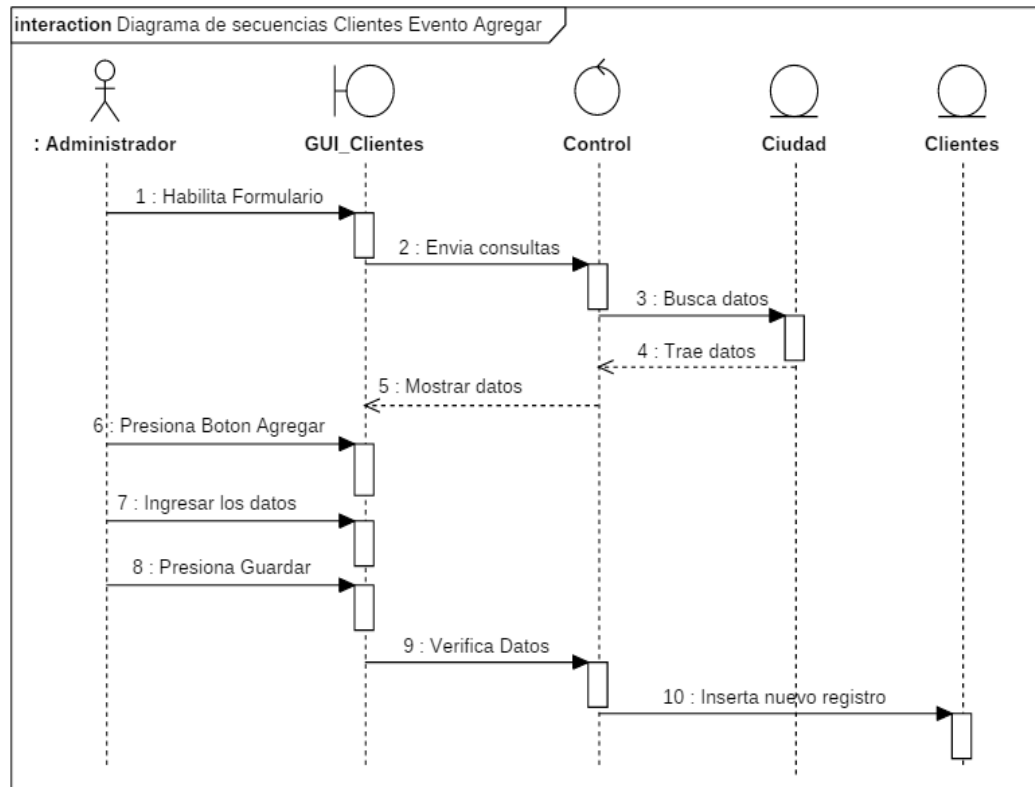 interaction Diagrama de secuencias Clientes Evento Agregar
: Administrador
GUI_Clientes
Control
Ciudad
Clientes
1 : Habilita Formulario
2 : Envia consultas
3 : Busca datos
4 : Trae datos
5 : Mostrar datos
6 : Presiona Boton Agregar
7 : Ingresar los datos
8 : Presiona Guardar
9 : Verifica Datos
10 : Inserta nuevo registro